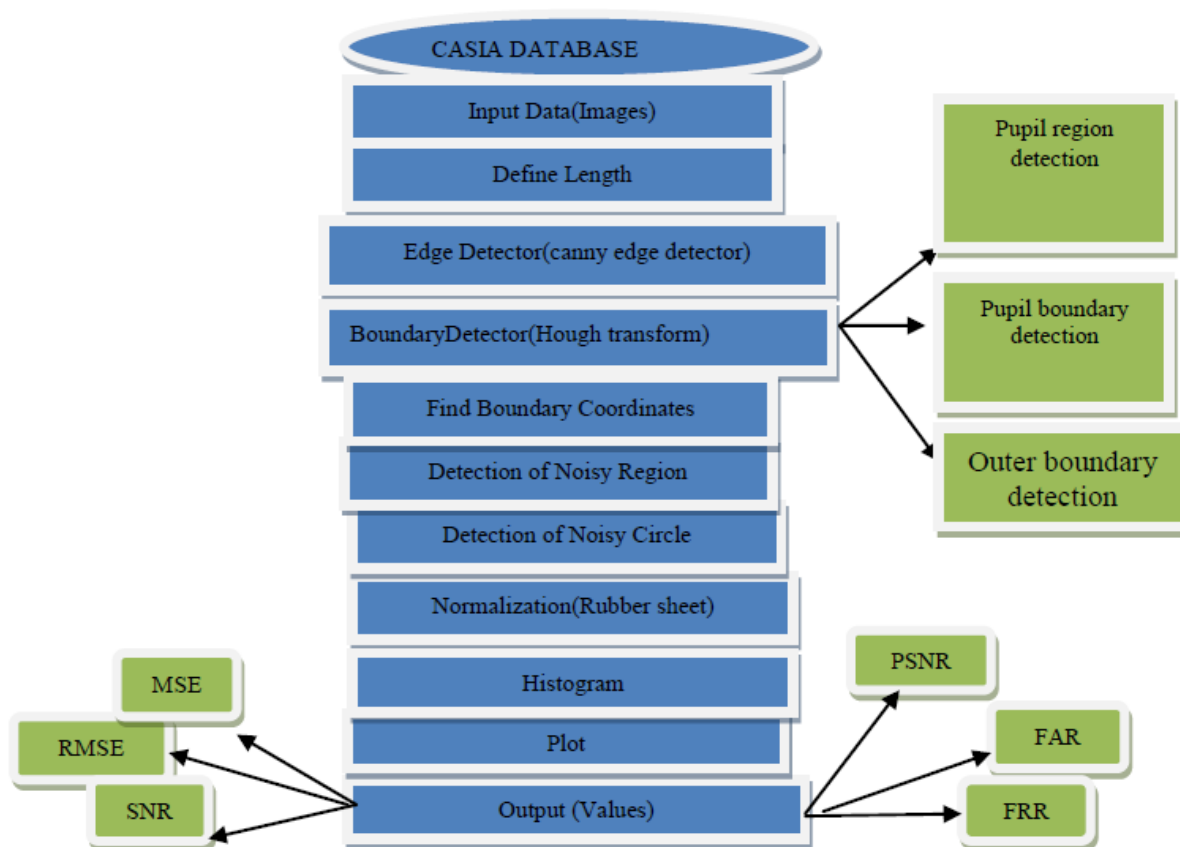 CASIA DATABASE
Input Data(Images)
Define Length
Edge Detector(canny edge detector)
BoundaryDetector(Hough transform)
Pupil region
detection
Pupil boundary
detection
Outer boundary
detection
Find Boundary Coordinates
Detection of Noisy Region
Detection of Noisy Circle
Normalization(Rubber sheet)
Histogram
Plot
Output (Values)
MSE
RMSE
SNR
PSNR
FAR
FRR